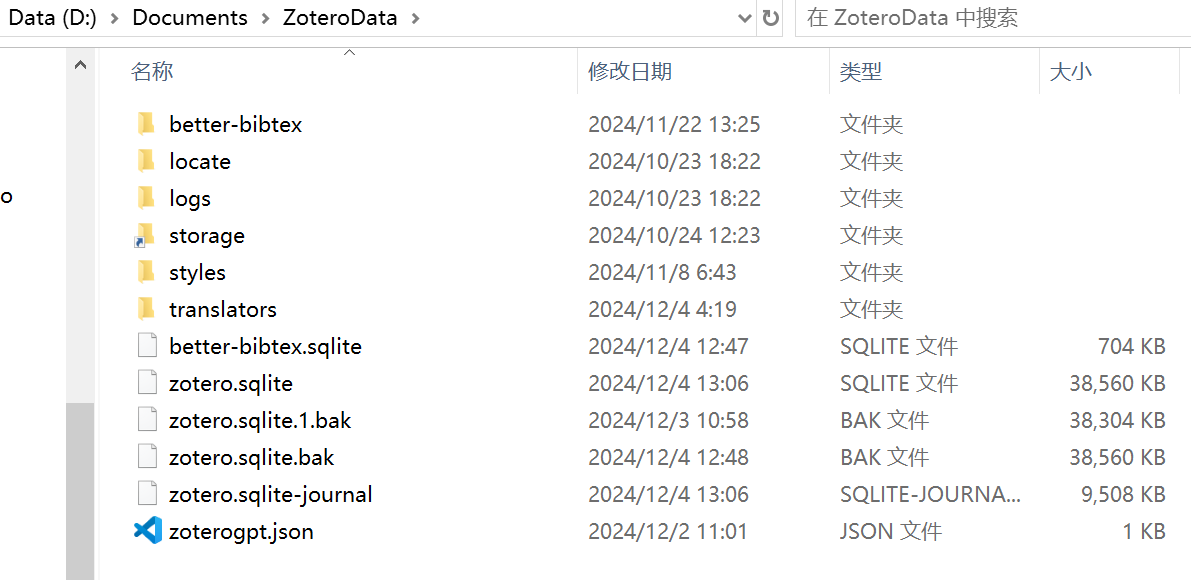 Data (D:) › Documents › ZoteroData ›
在 ZoteroData 中搜索
名称 修改日期 类型 大小
better-bibtex 2024/11/22 13:25 文件夹
locate 2024/10/23 18:22 文件夹
logs 2024/10/23 18:22 文件夹
o
storage 2024/10/24 12:23 文件夹
styles 2024/11/8 6:43 文件夹
translators 2024/12/4 4:19 文件夹
better-bibtex.sqlite 2024/12/4 12:47 SQLITE 文件 704 KB
zotero.sqlite 2024/12/4 13:06 SQLITE 文件 38,560 KB
zotero.sqlite.1.bak 2024/12/3 10:58 BAK 文件 38,304 KB
zotero.sqlite.bak 2024/12/4 12:48 BAK 文件 38,560 KB
zotero.sqlite-journal 2024/12/4 13:06 SQLITE-JOURNA... 9,508 KB
zoterogpt.json 2024/12/2 11:01 JSON 文件 1 KB